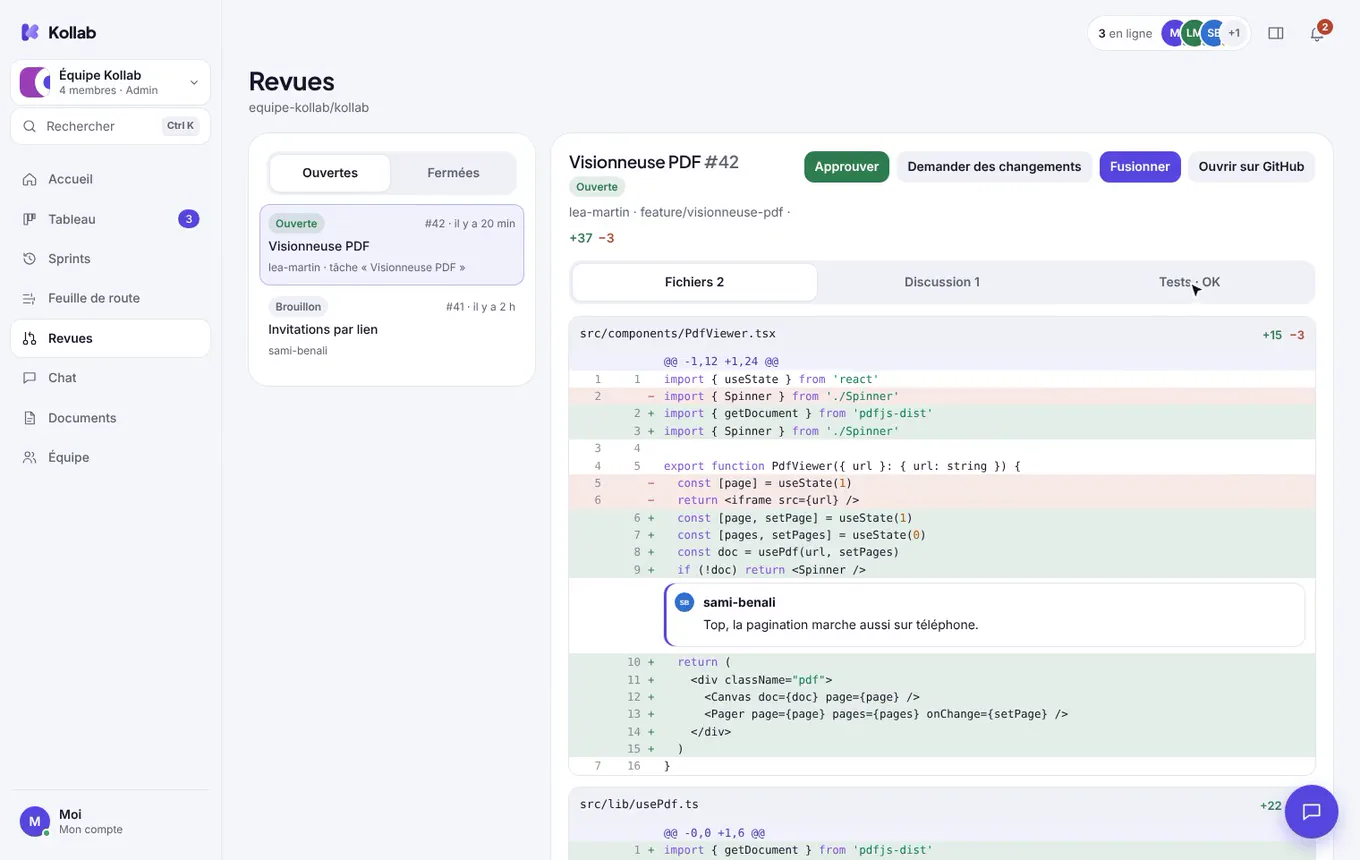 Kollab
Équipe Kollab
4 membres · Admin
Rechercher Ctrl K
Accueil
Tableau 3
Sprints
Feuille de route
Revues
Chat
Documents
Équipe
M Moi
Mon compte
3 en ligne M LM SB +1 2
Revues
equipe-kollab/kollab
Ouvertes Fermées
Ouverte #42 · il y a 20 min
Visionneuse PDF
lea-martin · tâche « Visionneuse PDF »
Brouillon #41 · il y a 2 h
Invitations par lien
sami-benali
Visionneuse PDF #42 Approuver Demander des changements Fusionner Ouvrir sur GitHub
Ouverte
lea-martin · feature/visionneuse-pdf ·
+37 −3
Fichiers 2 Discussion 1 Tests · OK
src/components/PdfViewer.tsx +15 −3
@@ -1,12 +1,24 @@
1 1 import { useState } from 'react'
2 − import { Spinner } from './Spinner'
2 + import { getDocument } from 'pdfjs-dist'
3 + import { Spinner } from './Spinner'
3 4
4 5 export function PdfViewer({ url }: { url: string }) {
5 − const [page] = useState(1)
6 − return <iframe src={url} />
6 + const [page, setPage] = useState(1)
7 + const [pages, setPages] = useState(0)
8 + const doc = usePdf(url, setPages)
9 + if (!doc) return <Spinner />
SB sami-benali
Top, la pagination marche aussi sur téléphone.
10 + return (
11 + <div className="pdf">
12 + <Canvas doc={doc} page={page} />
13 + <Pager page={page} pages={pages} onChange={setPage} />
14 + </div>
15 + )
7 16 }
src/lib/usePdf.ts +22
@@ -0,0 +1,6 @@
1 + import { getDocument } from 'pdfjs-dist'